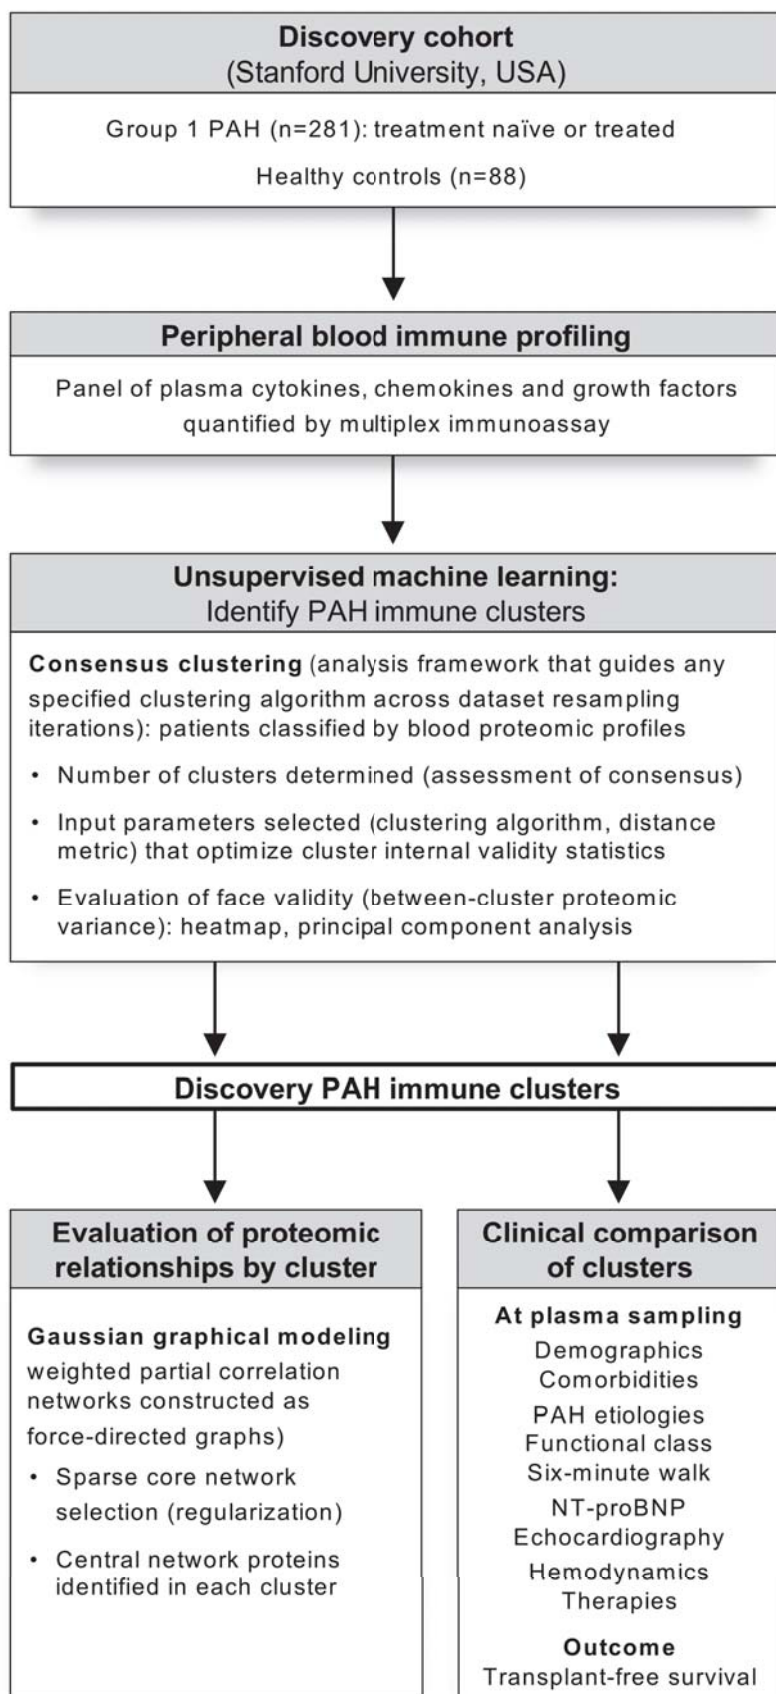 Discovery cohort
(Stanford University, USA)
Group 1 PAH (n=281): treatment naïve or treated
Healthy controls (n=88)
Peripheral blood immune profiling
Panel of plasma cytokines, chemokines and growth factors
quantified by multiplex immunoassay
Unsupervised machine learning:
Identify PAH immune clusters
Consensus clustering (analysis framework that guides any
specified clustering algorithm across dataset resampling
iterations): patients classified by blood proteomic profiles
• Number of clusters determined (assessment of consensus)
• Input parameters selected (clustering algorithm, distance
metric) that optimize cluster internal validity statistics
• Evaluation of face validity (between-cluster proteomic
variance): heatmap, principal component analysis
Discovery PAH immune clusters
Evaluation of proteomic
relationships by cluster
Gaussian graphical modeling
weighted partial correlation
networks constructed as
force-directed graphs)
• Sparse core network
selection (regularization)
• Central network proteins
identified in each cluster
Clinical comparison
of clusters
At plasma sampling
Demographics
Comorbidities
PAH etiologies
Functional class
Six-minute walk
NT-proBNP
Echocardiography
Hemodynamics
Therapies
Outcome
Transplant-free survival